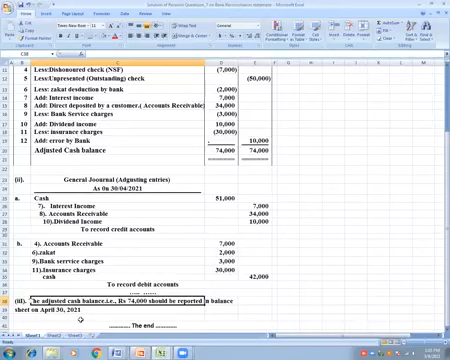 Solution of Revision Questions_7 on Bank Reconciliation statement - Microsoft Excel
4 Less:Dishonoured check (NSF) (7,000)
5 Less:Unpresented (Outstanding) check (50,000)
6 Less: zakat desduction by bank (2,000)
7 Add: Interest income 7,000
8 Add: Direct deposited by a customer,( Accounts Receivable) 34,000
9 Less: Bank Service charges (3,000)
10 Add: Dividend income 10,000
11 Less: insurance charges (30,000)
12 Add: error by Bank - 10,000
Adjusted Cash balance 74,000 74,000
(ii). General Joournal (Adgusting entries)
As 0n 30/04/2021
a. Cash 51,000
7). Interest Income 7,000
8). Accounts Receivable 34,000
10).Dividend Income 10,000
To record credit accounts
b. 4). Accounts Receivable 7,000
6).zakat 2,000
9).Bank serrvice charges 3,000
11).Insurance charges 30,000
cash 42,000
To record debit accounts
(iiI). he adjusted cash balance.i.e., Rs 74,000 should be reported n balance
sheet on April 30, 2021
............. The end .............
Sheet1 Sheet2 Sheet3
Ready